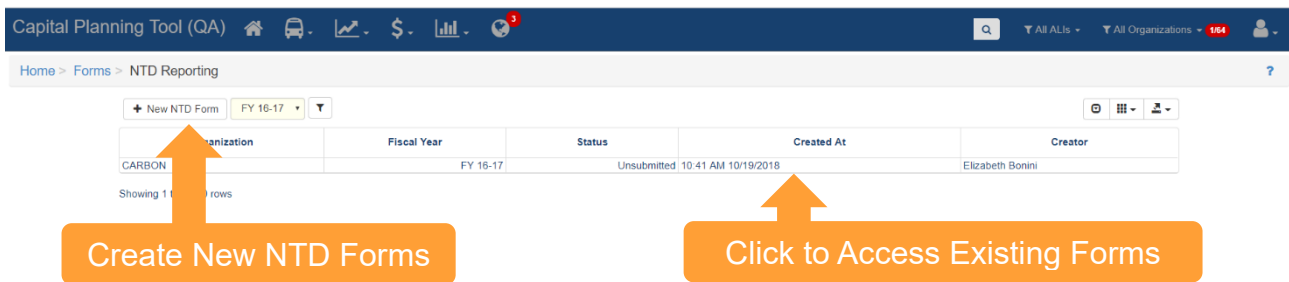 Capital Planning Tool (QA) $ 3 All ALIs All Organizations 1/64
Home > Forms > NTD Reporting ?
+ New NTD Form FY 16-17
Fiscal Year Status Created At Creator
CARBON FY 16-17 Unsubmitted 10:41 AM 10/19/2018 Elizabeth Bonini
Showing 1 rows
Create New NTD Forms Click to Access Existing Forms